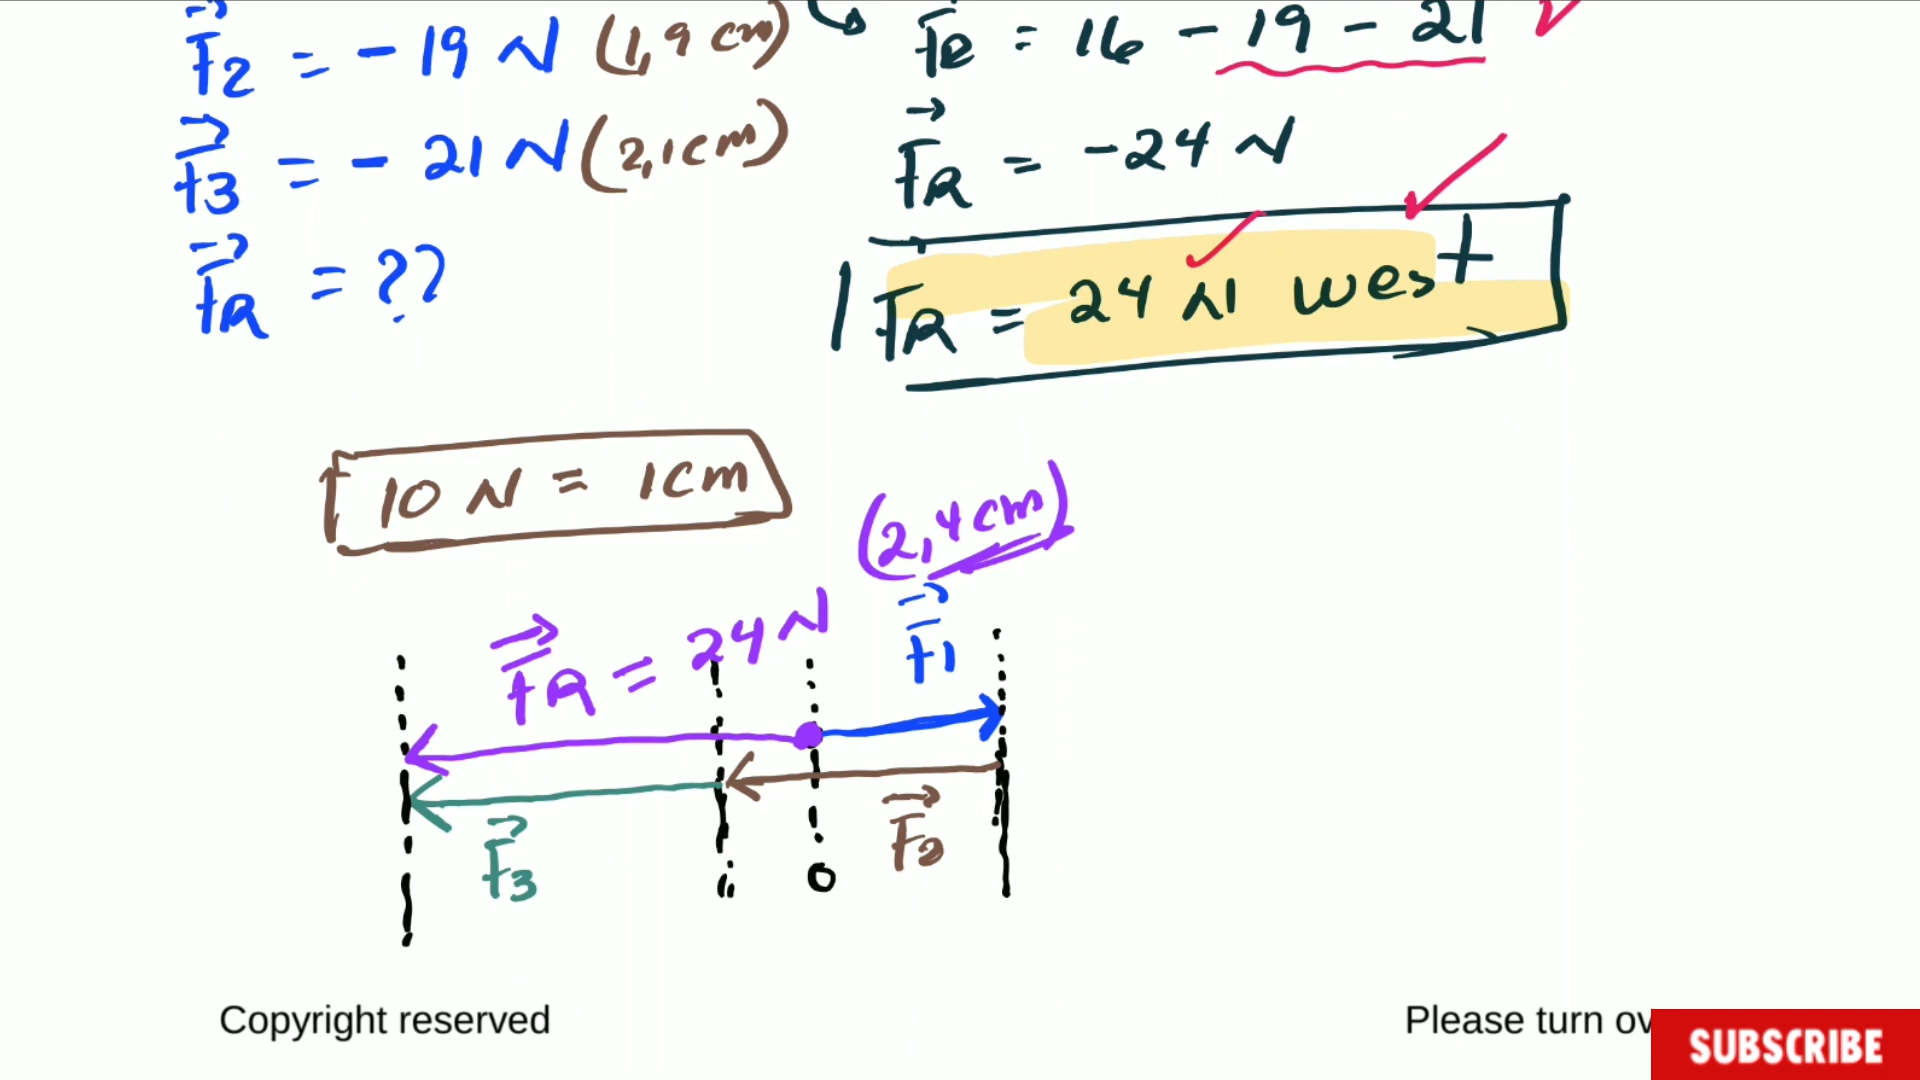 F2 = - 19 N (1,9 cm)
F3 = - 21 N (2,1 cm)
FR = ??
FR = 16 - 19 - 21
FR = -24 N
FR = 24 N west
10 N = 1cm
(2,4 cm)
FR = 24 N
F1
F3
F2
0
Copyright reserved
Please turn ov
SUBSCRIBE